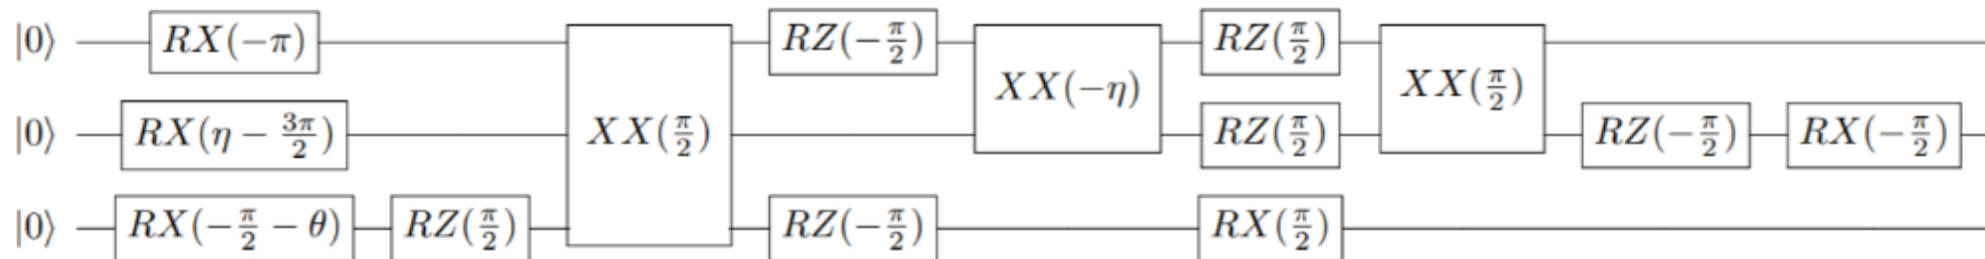 |0⟩ RX(−π) RZ(−π/2) RZ(π/2)
XX(π/2) XX(−η) XX(π/2)
|0⟩ RX(η − 3π/2) RZ(π/2) RZ(−π/2) RX(−π/2)
|0⟩ RX(−π/2 − θ) RZ(π/2) RZ(−π/2) RX(π/2)